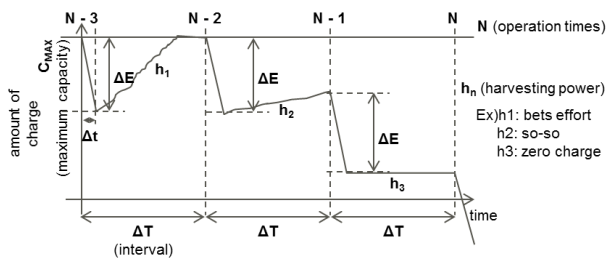 N - 3
N - 2
N - 1
N
N (operation times)
amount of
charge
C_MAX
(maximum capacity)
ΔE
h₁
ΔE
h₂
ΔE
h₃
Δt
hₙ (harvesting power)
Ex)h1: bets effort
h2: so-so
h3: zero charge
time
ΔT
(interval)
ΔT
ΔT